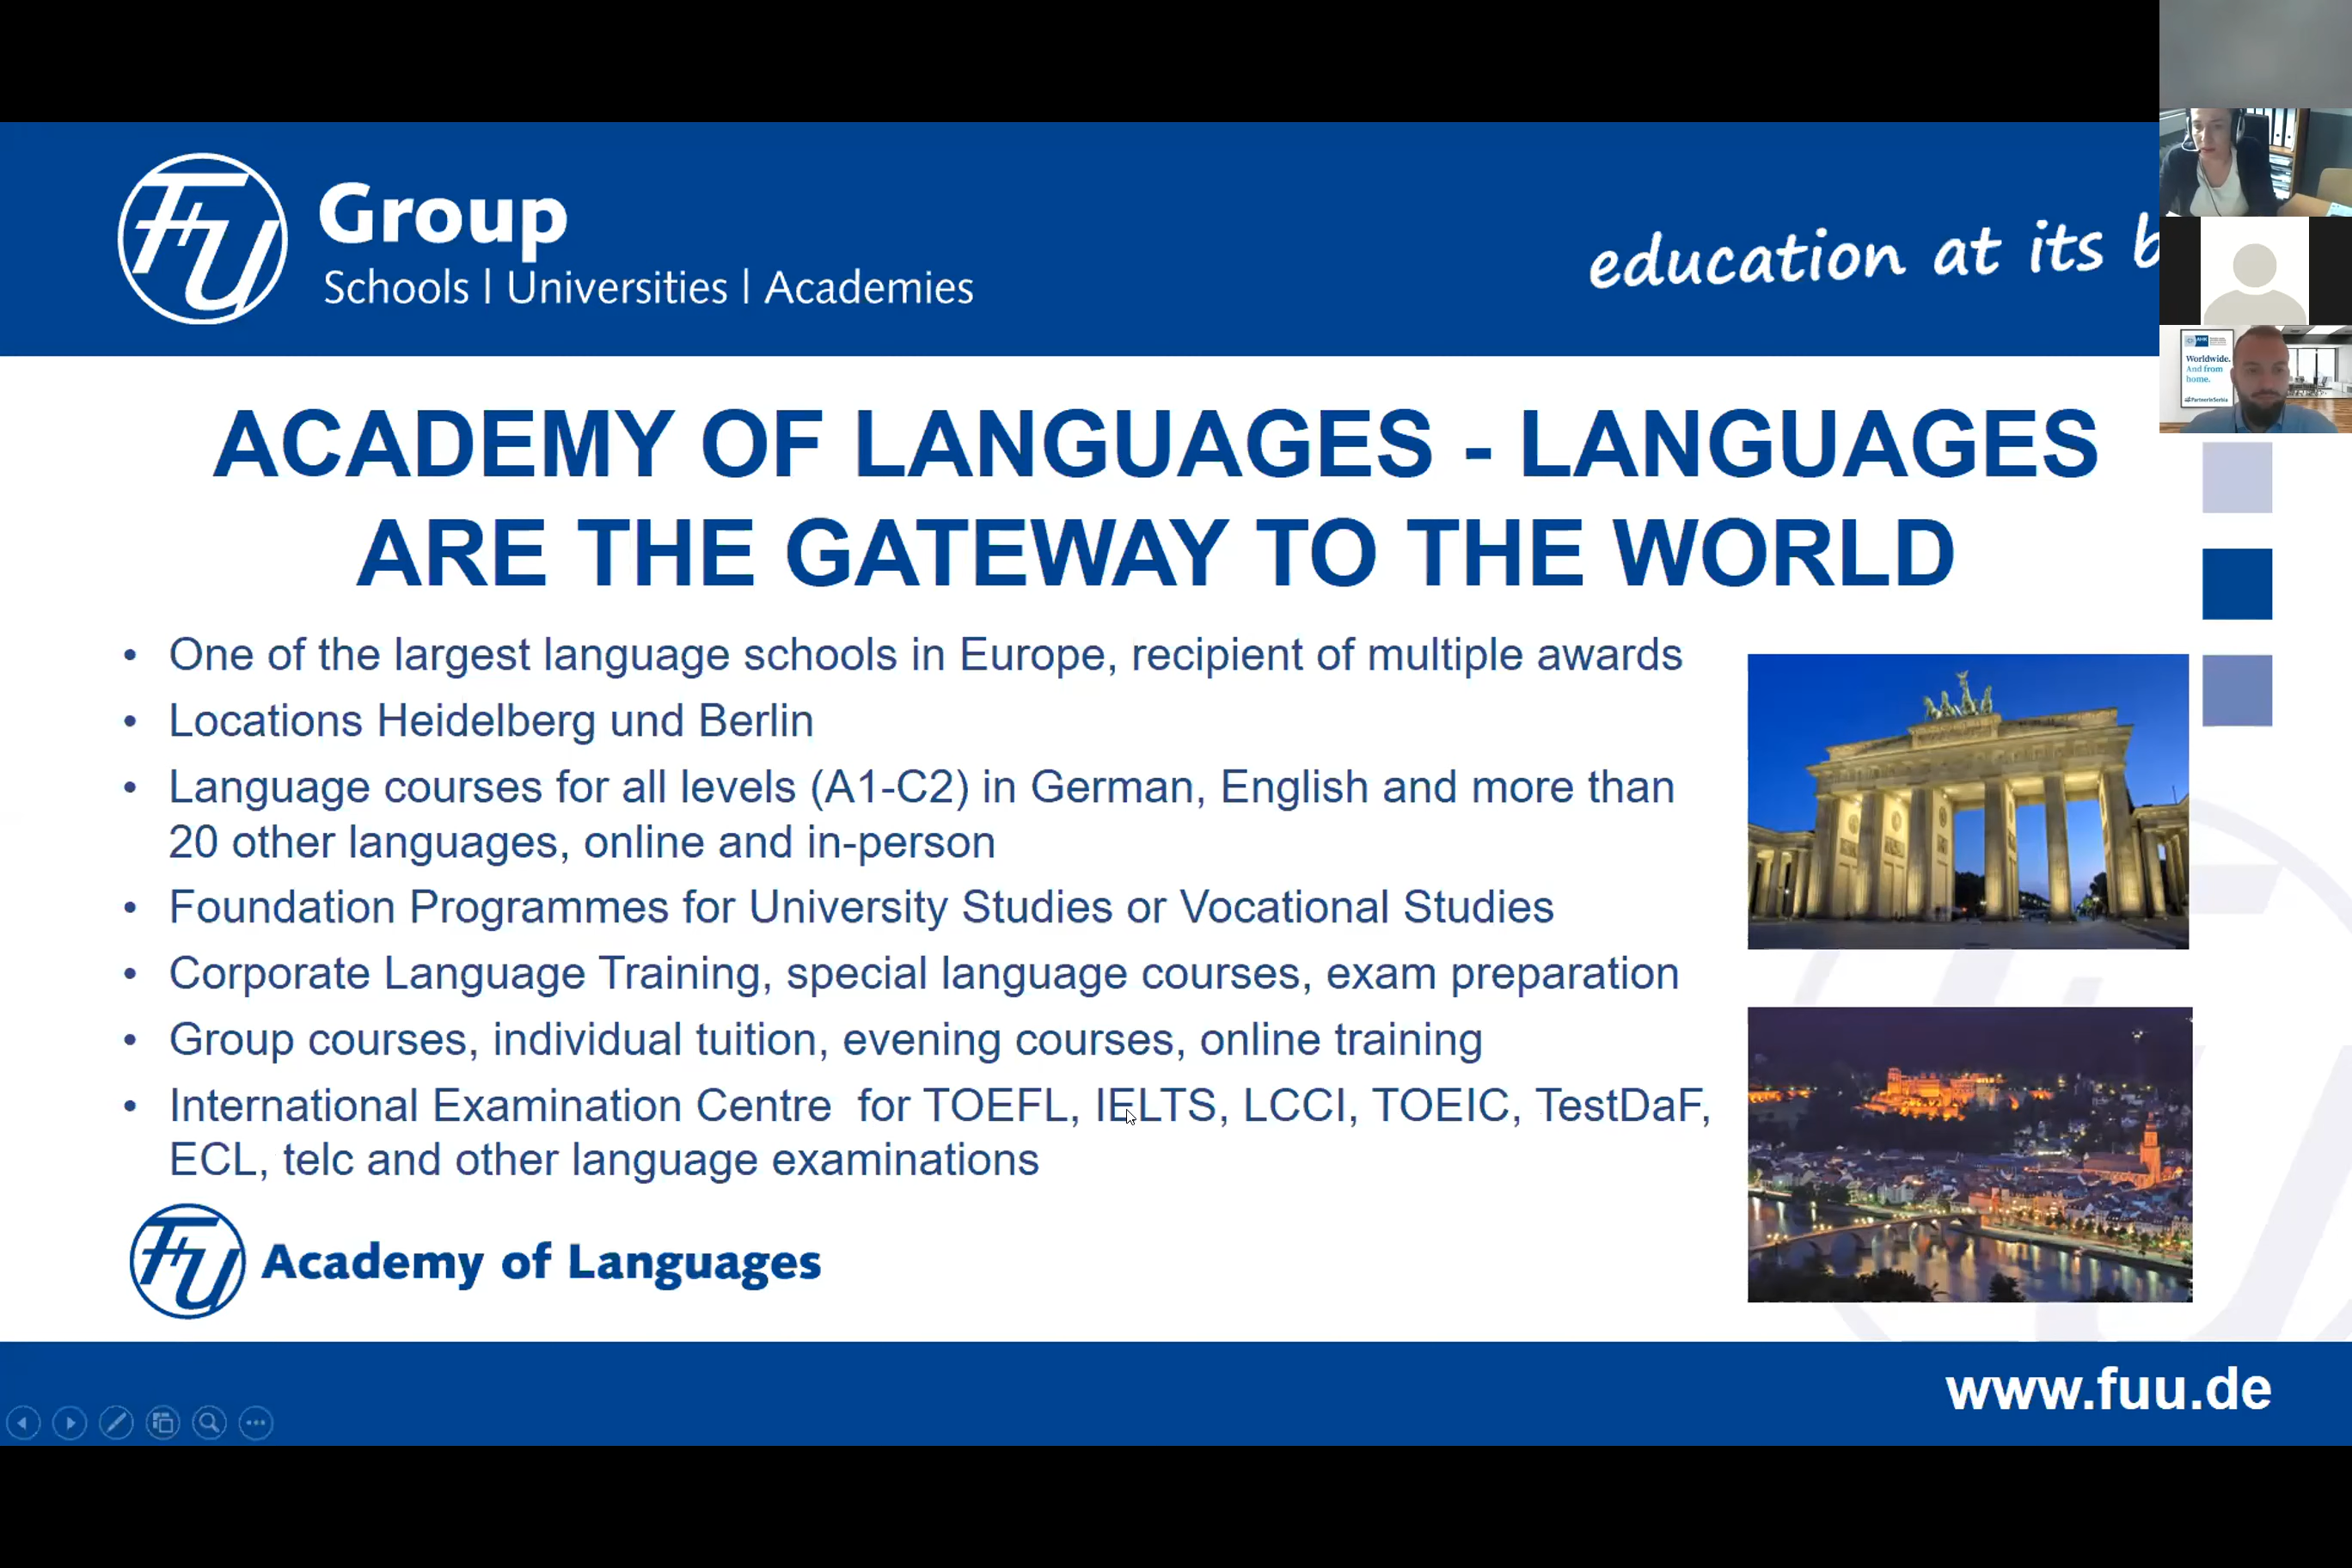 F+U
Group
Schools | Universities | Academies
education at its b
Worldwide.
And from
home.
AHK
#PartnerInSerbia
ACADEMY OF LANGUAGES - LANGUAGES
ARE THE GATEWAY TO THE WORLD
• One of the largest language schools in Europe, recipient of multiple awards
• Locations Heidelberg und Berlin
• Language courses for all levels (A1-C2) in German, English and more than
20 other languages, online and in-person
• Foundation Programmes for University Studies or Vocational Studies
• Corporate Language Training, special language courses, exam preparation
• Group courses, individual tuition, evening courses, online training
• International Examination Centre  for TOEFL, IELTS, LCCI, TOEIC, TestDaF,
ECL, telc and other language examinations
F+U Academy of Languages
www.fuu.de